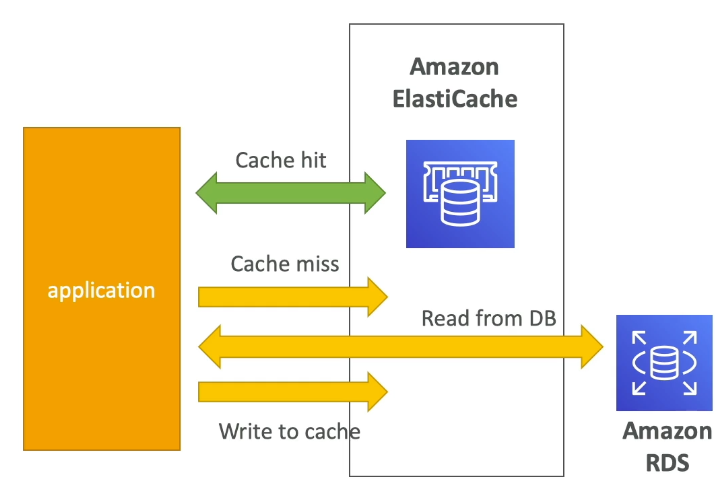 Amazon
ElastiCache
Cache hit
application
Cache miss
Read from DB
Write to cache
Amazon
RDS